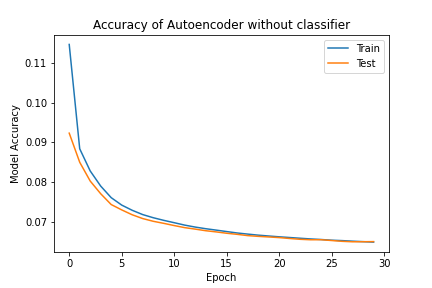 Accuracy of Autoencoder without classifier
Train
Test
Model Accuracy
0.11
0.10
0.09
0.08
0.07
0 5 10 15 20 25 30
Epoch